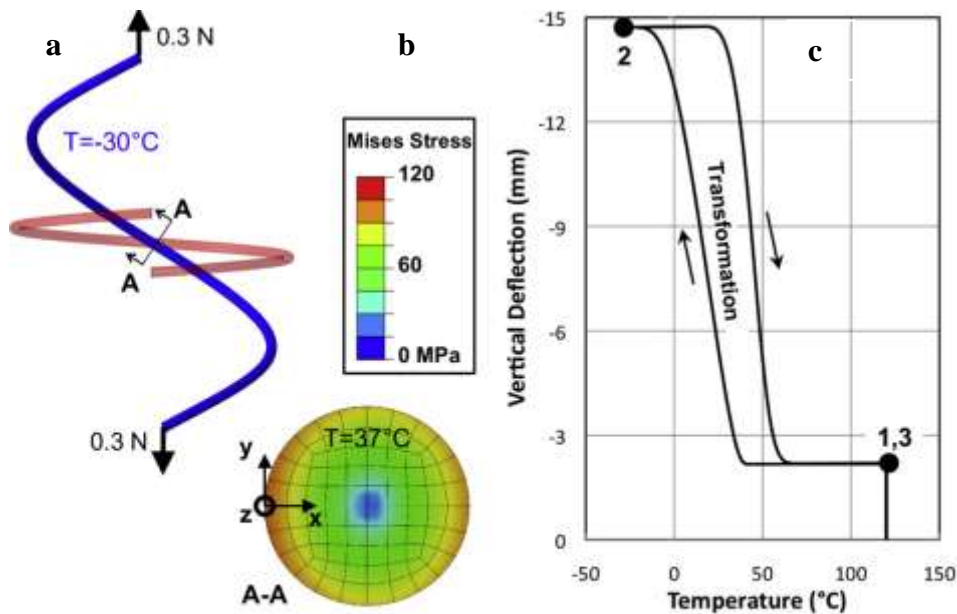 a
0.3 N
T=-30°C
A
A
0.3 N
b
Mises Stress
120
60
0 MPa
T=37°C
y
z
x
A-A
c
-15
-12
-9
-6
-3
0
Vertical Deflection (mm)
2
Transformation
1,3
-50
0
50
100
150
Temperature (°C)